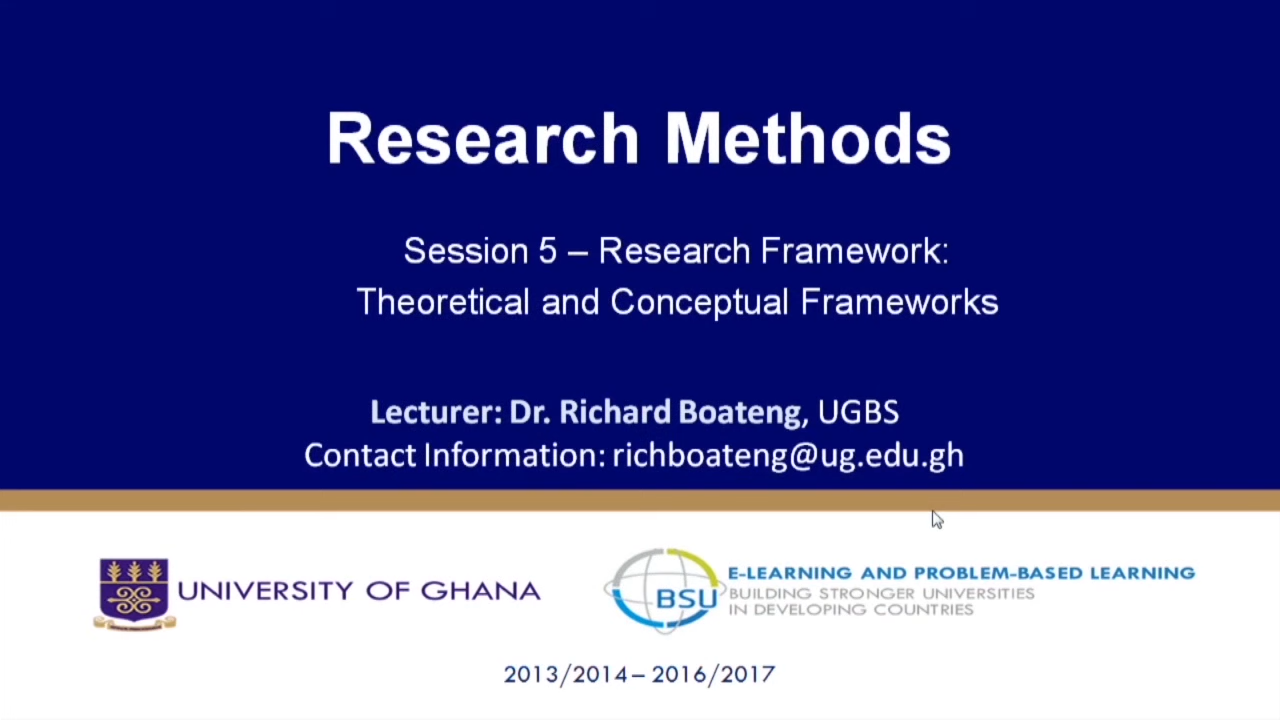 Research Methods
Session 5 – Research Framework:
Theoretical and Conceptual Frameworks
Lecturer: Dr. Richard Boateng, UGBS
Contact Information: richboateng@ug.edu.gh
UNIVERSITY OF GHANA
BSU
E-LEARNING AND PROBLEM-BASED LEARNING
BUILDING STRONGER UNIVERSITIES
IN DEVELOPING COUNTRIES
2013/2014 – 2016/2017